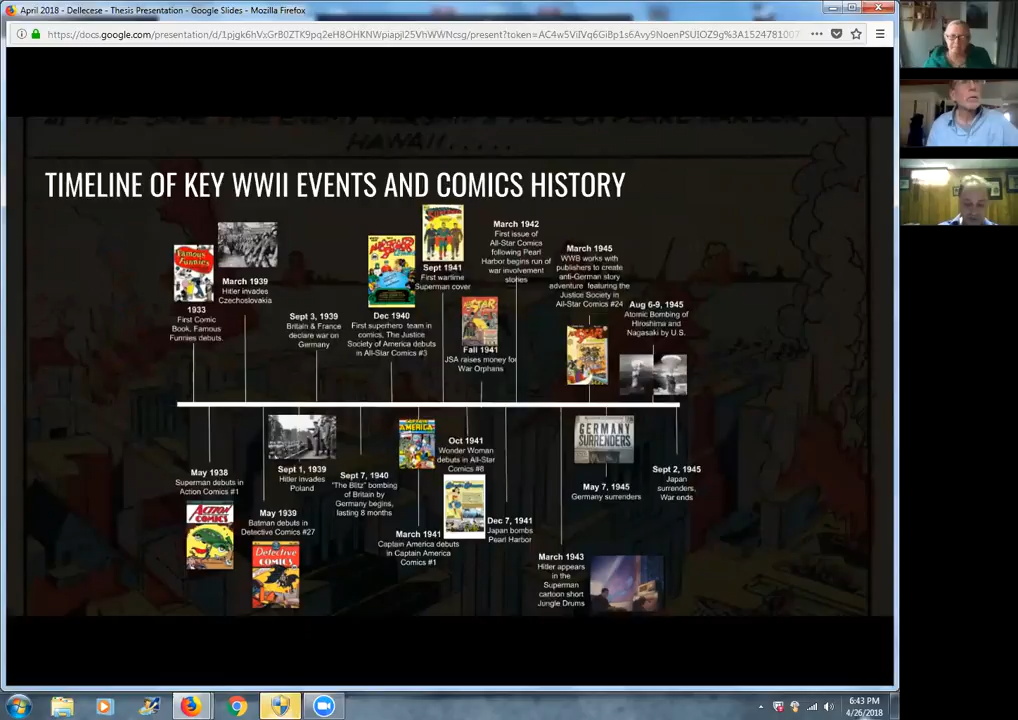 April 2018 - Dellecese - Thesis Presentation - Google Slides - Mozilla Firefox
HAWAII.....
TIMELINE OF KEY WWII EVENTS AND COMICS HISTORY
1933
First Comic
Book, Famous
Funnies debuts.
March 1939
Hitler invades
Czechoslovakia
Sept 3, 1939
Britain & France
declare war on
Germany
Dec 1940
First superhero team in
comics, The Justice
Society of America debuts
in All-Star Comics #3
Sept 1941
First wartime
Superman cover
Fall 1941
JSA raises money for
War Orphans
March 1942
First issue of
All-Star Comics
following Pearl
Harbor begins run of
war involvement
stories
March 1945
WWB works with
publishers to create
anti-German story
adventure featuring the
Justice Society in
All-Star Comics #24
Aug 6-9, 1945
Atomic Bombing of
Hiroshima and
Nagasaki by U.S.
May 1938
Superman debuts in
Action Comics #1
ACTION
COMICS
May 1939
Batman debuts in
Detective Comics #27
Detective
COMICS
Sept 1, 1939
Hitler invades
Poland
Sept 7, 1940
"The Blitz" bombing
of Britain by
Germany begins,
lasting 8 months
March 1941
Captain America debuts
in Captain America
Comics #1
Oct 1941
Wonder Woman
debuts in All-Star
Comics #8
Dec 7, 1941
Japan bombs
Pearl Harbor
March 1943
Hitler appears
in the
Superman
cartoon short
Jungle Drums
GERMANY
SURRENDERS
May 7, 1945
Germany surrenders
Sept 2, 1945
Japan
surrenders,
War ends
6:43 PM
4/26/2018